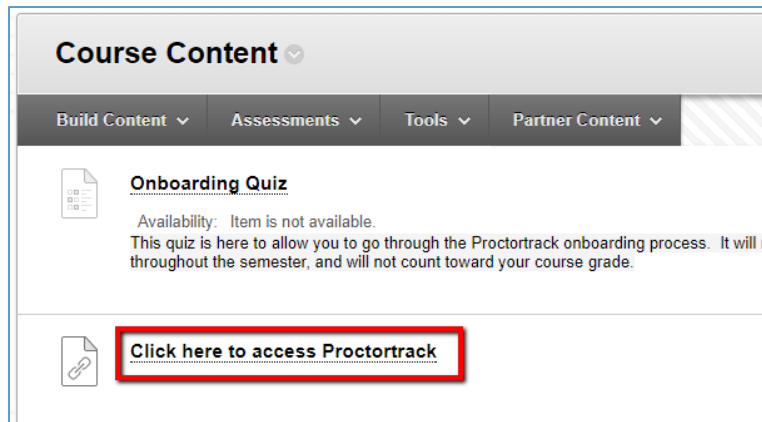 Course Content
Build Content Assessments Tools Partner Content
Onboarding Quiz
Availability: Item is not available.
This quiz is here to allow you to go through the Proctortrack onboarding process. It will
throughout the semester, and will not count toward your course grade.
Click here to access Proctortrack